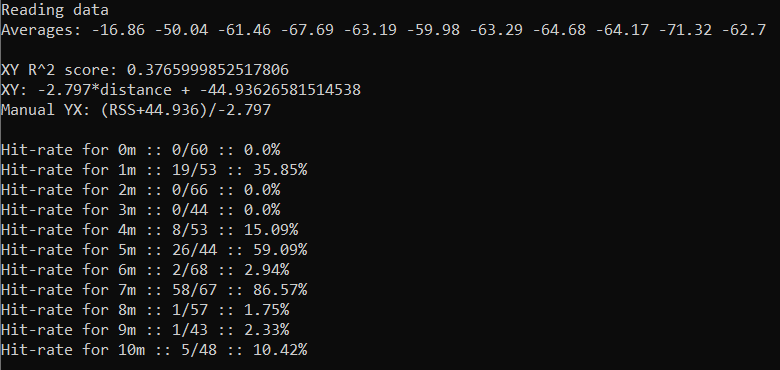 Reading data
Averages: -16.86 -50.04 -61.46 -67.69 -63.19 -59.98 -63.29 -64.68 -64.17 -71.32 -62.7
XY R^2 score: 0.3765999852517806
XY: -2.797*distance + -44.93626581514538
Manual YX: (RSS+44.936)/-2.797
Hit-rate for 0m :: 0/60 :: 0.0%
Hit-rate for 1m :: 19/53 :: 35.85%
Hit-rate for 2m :: 0/66 :: 0.0%
Hit-rate for 3m :: 0/44 :: 0.0%
Hit-rate for 4m :: 8/53 :: 15.09%
Hit-rate for 5m :: 26/44 :: 59.09%
Hit-rate for 6m :: 2/68 :: 2.94%
Hit-rate for 7m :: 58/67 :: 86.57%
Hit-rate for 8m :: 1/57 :: 1.75%
Hit-rate for 9m :: 1/43 :: 2.33%
Hit-rate for 10m :: 5/48 :: 10.42%